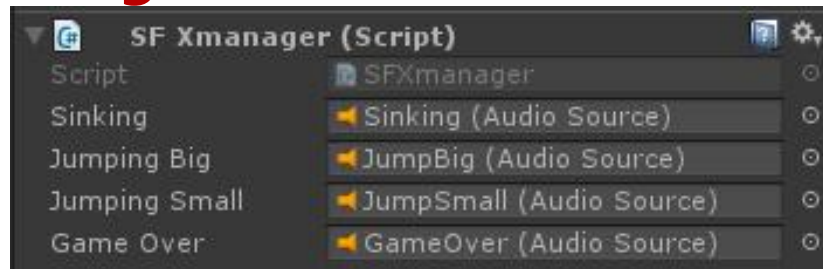 SF Xmanager (Script)
Script SFXmanager
Sinking Sinking (Audio Source)
Jumping Big JumpBig (Audio Source)
Jumping Small JumpSmall (Audio Source)
Game Over GameOver (Audio Source)